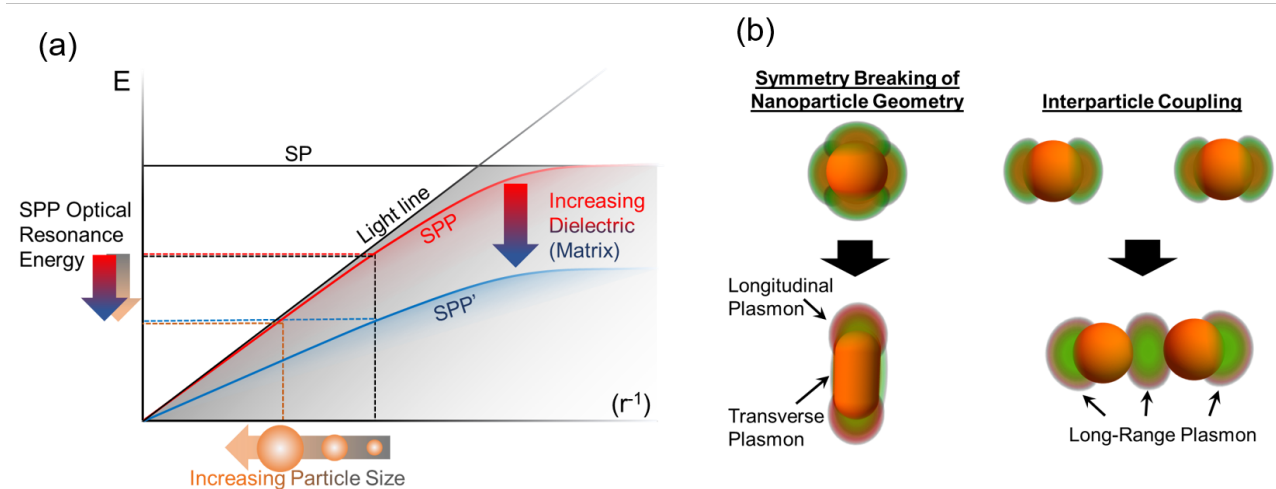 (a)
E
SP
Light line
SPP
Increasing
Dielectric
(Matrix)
SPP Optical
Resonance
Energy
SPP'
(r⁻¹)
Increasing Particle Size
(b)
Symmetry Breaking of
Nanoparticle Geometry
Interparticle Coupling
Longitudinal
Plasmon
Transverse
Plasmon
Long-Range Plasmon